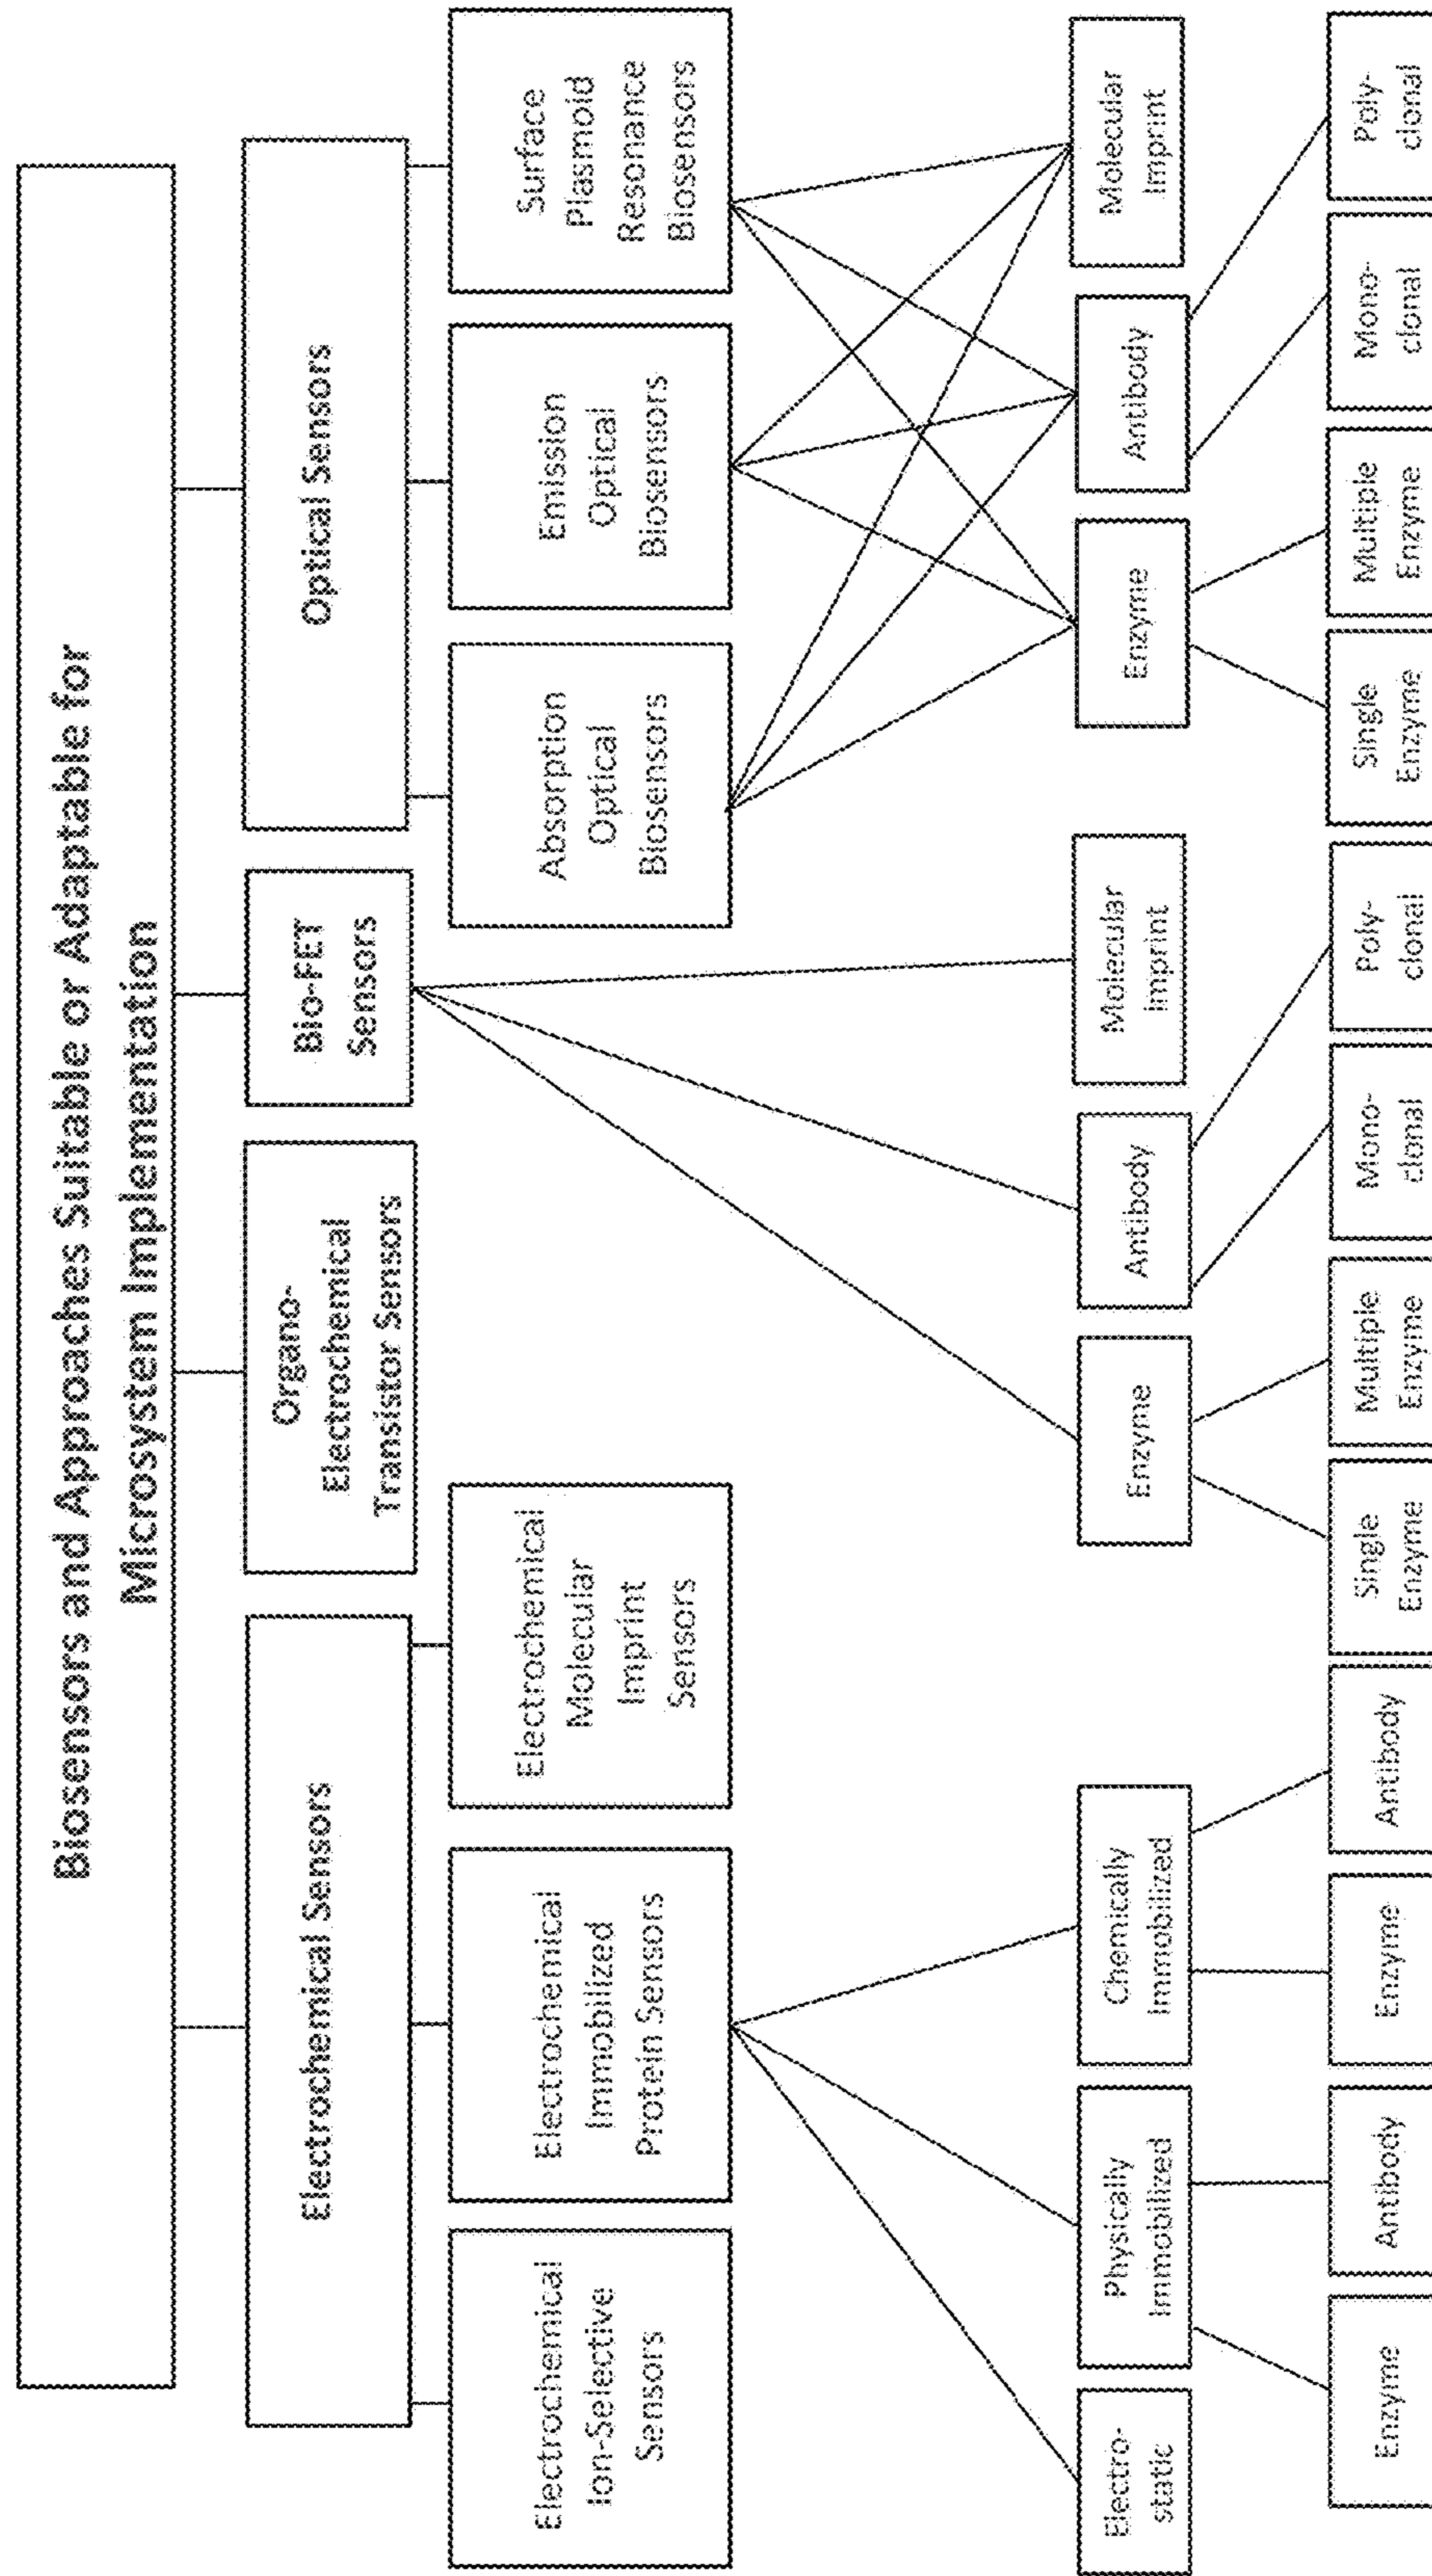 Biosensors and Approaches Suitable or Adaptable for
Microsystem Implementation
Electrochemical Sensors
Organo-
Electrochemical
Transistor Sensors
Bio-FET
Sensors
Optical Sensors
Electrochemical
Ion-Selective
Sensors
Electrochemical
Immobilized
Protein Sensors
Electrochemical
Molecular
Imprint
Sensors
Absorption
Optical
Biosensors
Emission
Optical
Biosensors
Surface
Plasmoid
Resonance
Biosensors
Electro-
static
Physically
Immobilized
Chemically
Immobilized
Enzyme
Antibody
Molecular
Imprint
Enzyme
Antibody
Molecular
Imprint
Enzyme
Antibody
Enzyme
Antibody
Single
Enzyme
Multiple
Enzyme
Mono-
clonal
Poly-
clonal
Single
Enzyme
Multiple
Enzyme
Mono-
clonal
Poly-
clonal